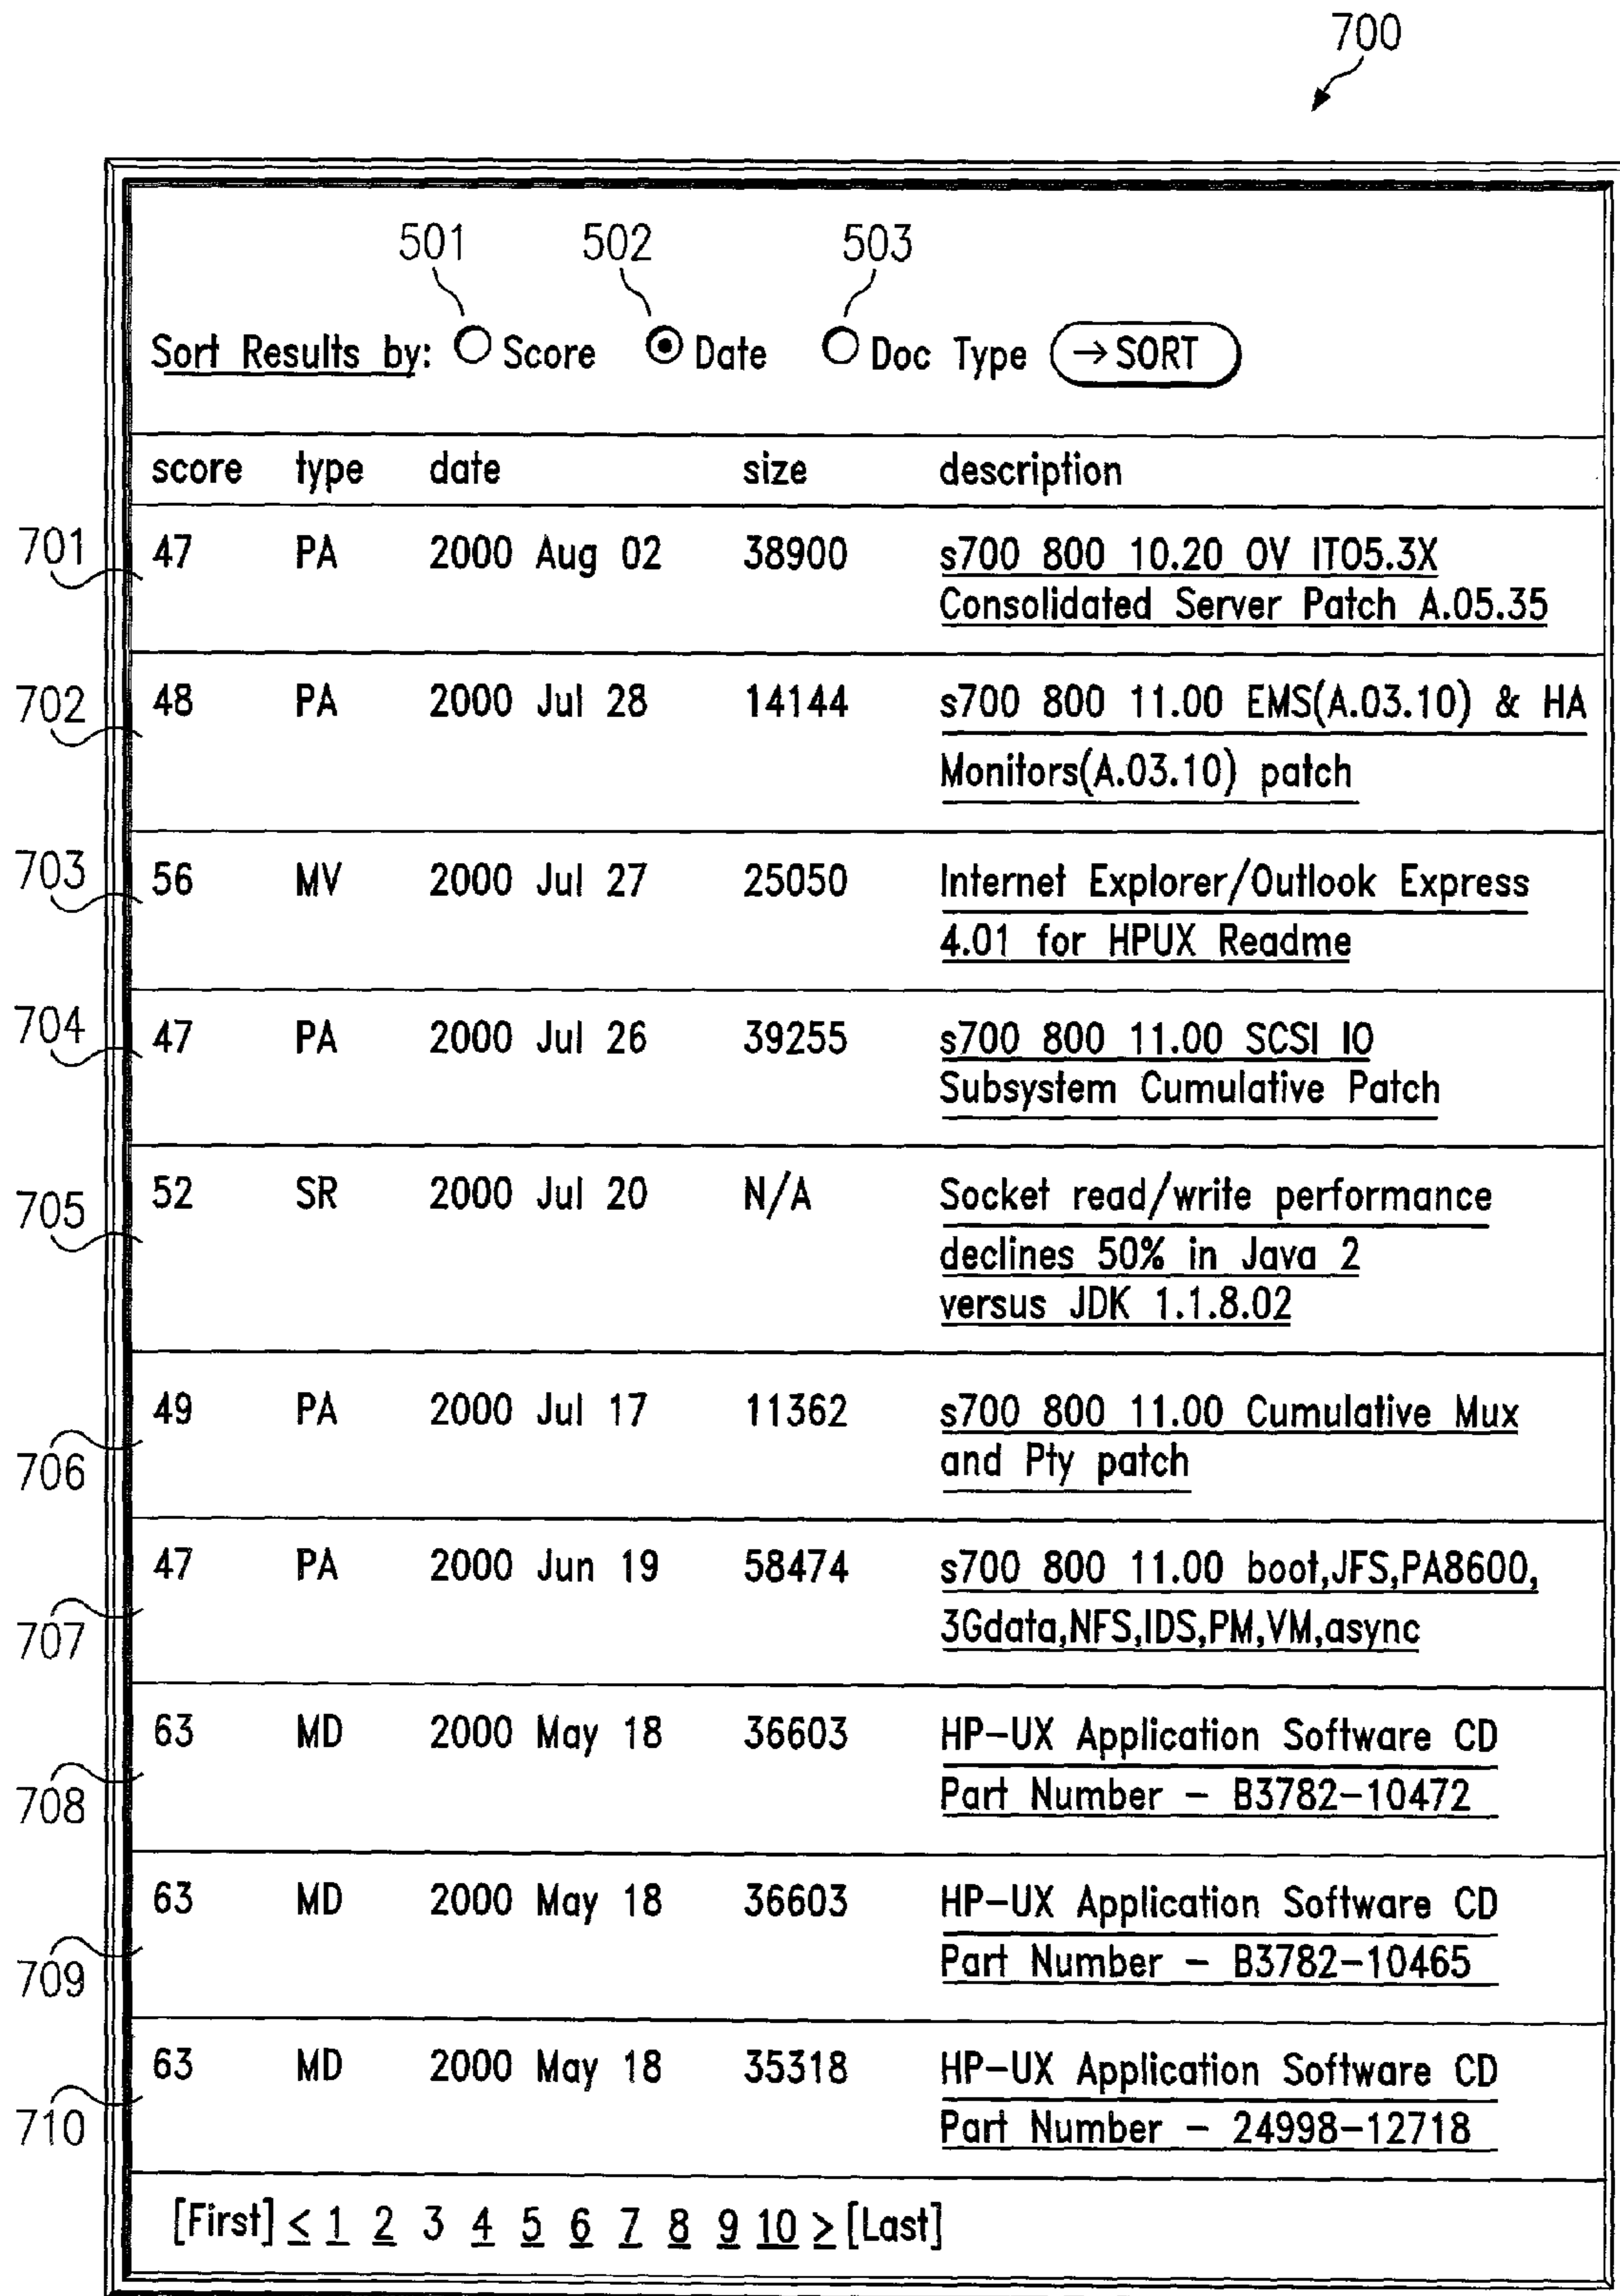 700
501 502 503
Sort Results by: Score Date Doc Type →SORT
score type date size description
701 47 PA 2000 Aug 02 38900 s700 800 10.20 OV ITO5.3X
Consolidated Server Patch A.05.35
702 48 PA 2000 Jul 28 14144 s700 800 11.00 EMS(A.03.10) & HA
Monitors(A.03.10) patch
703 56 MV 2000 Jul 27 25050 Internet Explorer/Outlook Express
4.01 for HPUX Readme
704 47 PA 2000 Jul 26 39255 s700 800 11.00 SCSI IO
Subsystem Cumulative Patch
705 52 SR 2000 Jul 20 N/A Socket read/write performance
declines 50% in Java 2
versus JDK 1.1.8.02
706 49 PA 2000 Jul 17 11362 s700 800 11.00 Cumulative Mux
and Pty patch
707 47 PA 2000 Jun 19 58474 s700 800 11.00 boot,JFS,PA8600,
3Gdata,NFS,IDS,PM,VM,async
708 63 MD 2000 May 18 36603 HP-UX Application Software CD
Part Number - B3782-10472
709 63 MD 2000 May 18 36603 HP-UX Application Software CD
Part Number - B3782-10465
710 63 MD 2000 May 18 35318 HP-UX Application Software CD
Part Number - 24998-12718
[First] < 1 2 3 4 5 6 7 8 9 10 > [Last]